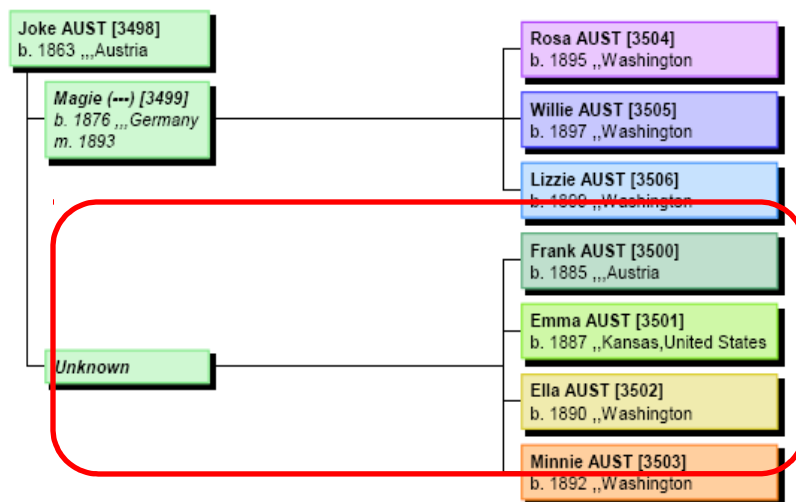 Joke AUST [3498]
b. 1863 ,,,Austria
Magie (---) [3499]
b. 1876 ,,,Germany
m. 1893
Rosa AUST [3504]
b. 1895 ,,Washington
Willie AUST [3505]
b. 1897 ,,Washington
Lizzie AUST [3506]
b. 1899 ,,Washington
Unknown
Frank AUST [3500]
b. 1885 ,,,Austria
Emma AUST [3501]
b. 1887 ,,Kansas,United States
Ella AUST [3502]
b. 1890 ,,Washington
Minnie AUST [3503]
b. 1892 ,,Washington